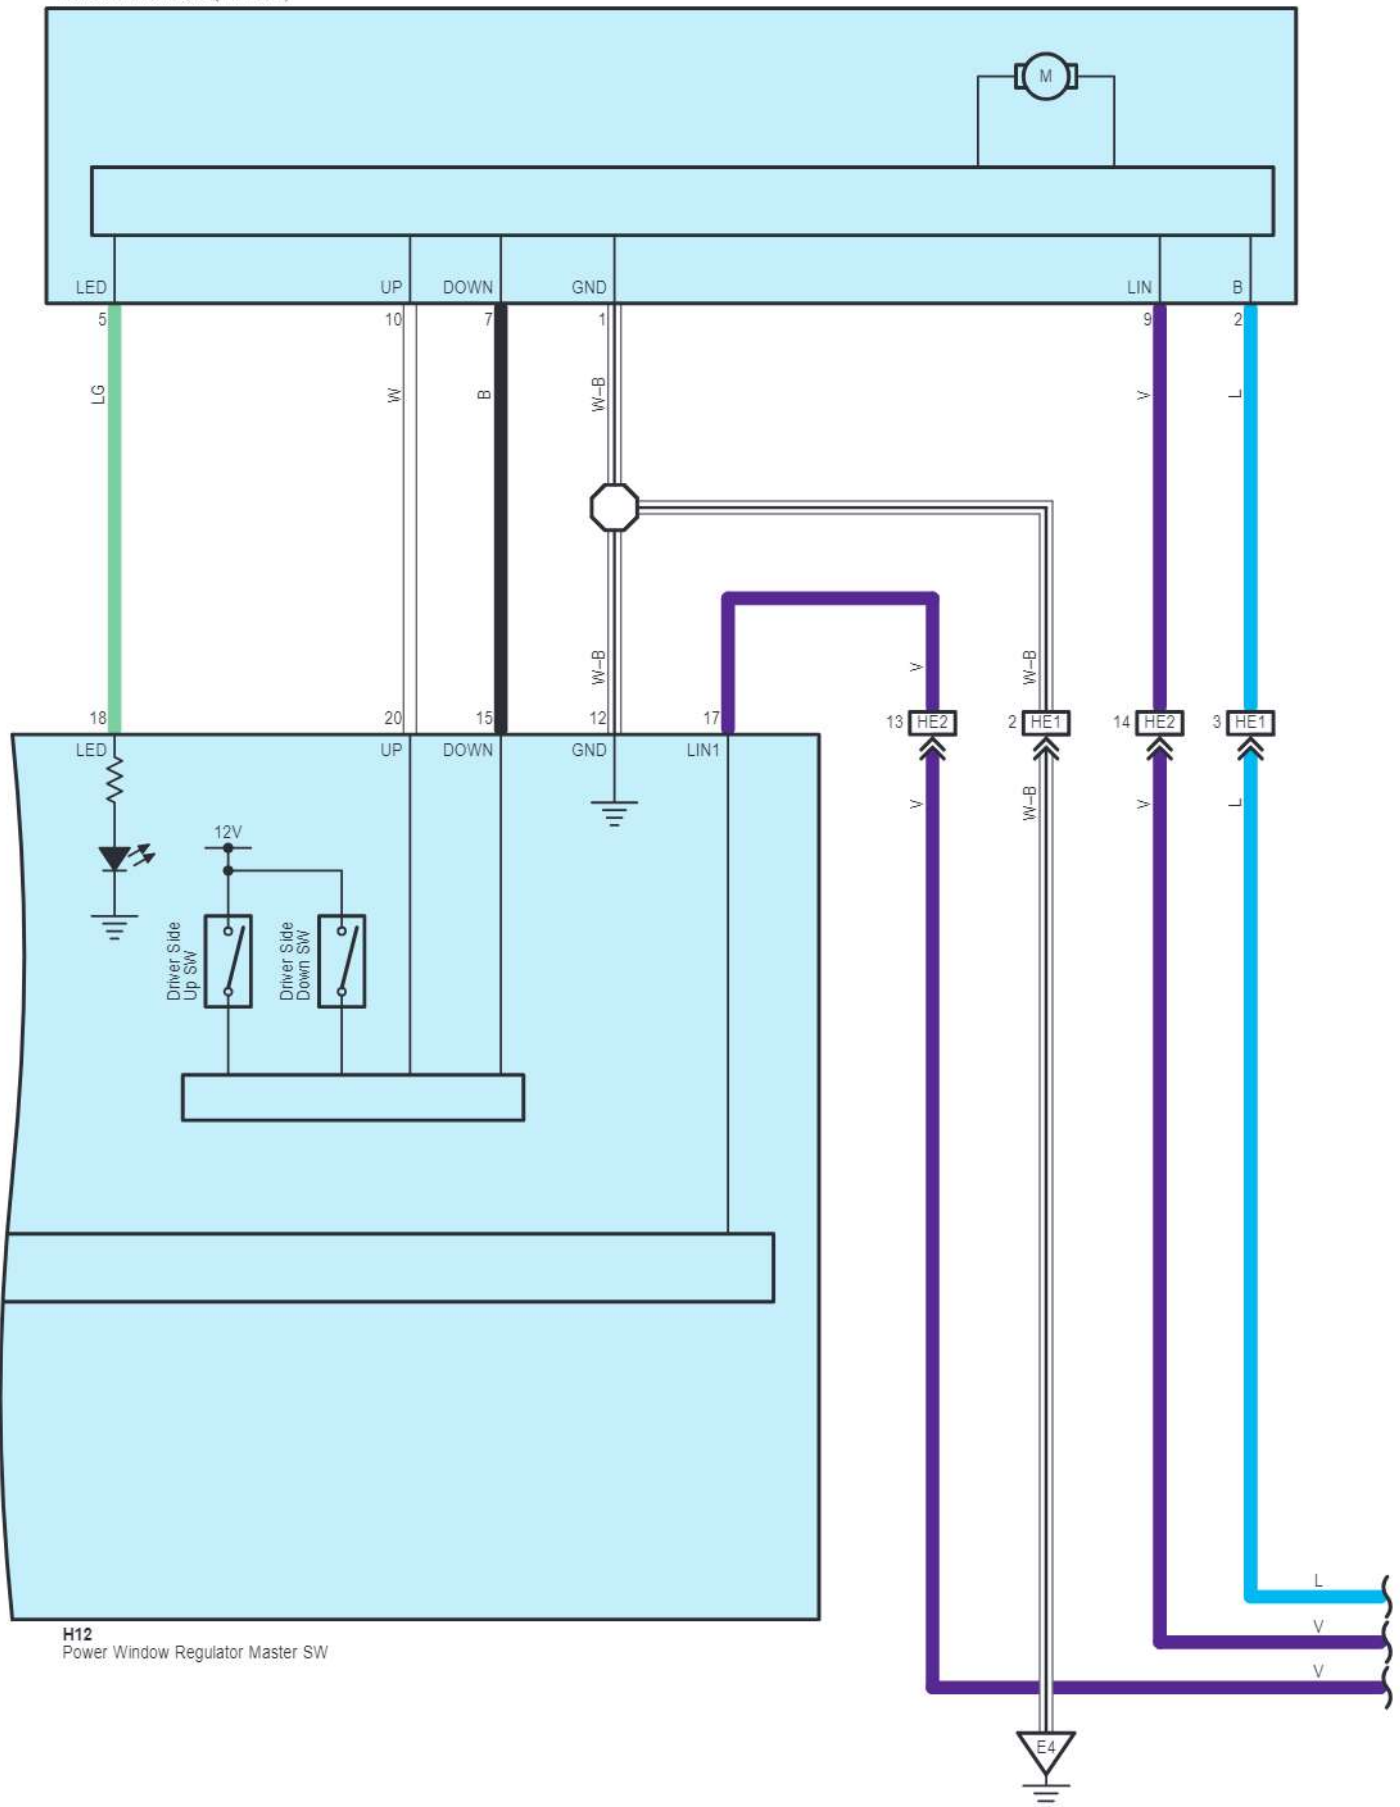 M
LED UP DOWN GND LIN B
5 10 7 1 9 2
LG W B W–B V L
W–B V W–B
18 20 15 12 17 13 HE2 2 HE1 14 HE2 3 HE1
LED UP DOWN GND LIN1
V W–B V L
12V
Driver Side
Up SW
Driver Side
Down SW
L
V
V
H12
Power Window Regulator Master SW
E4